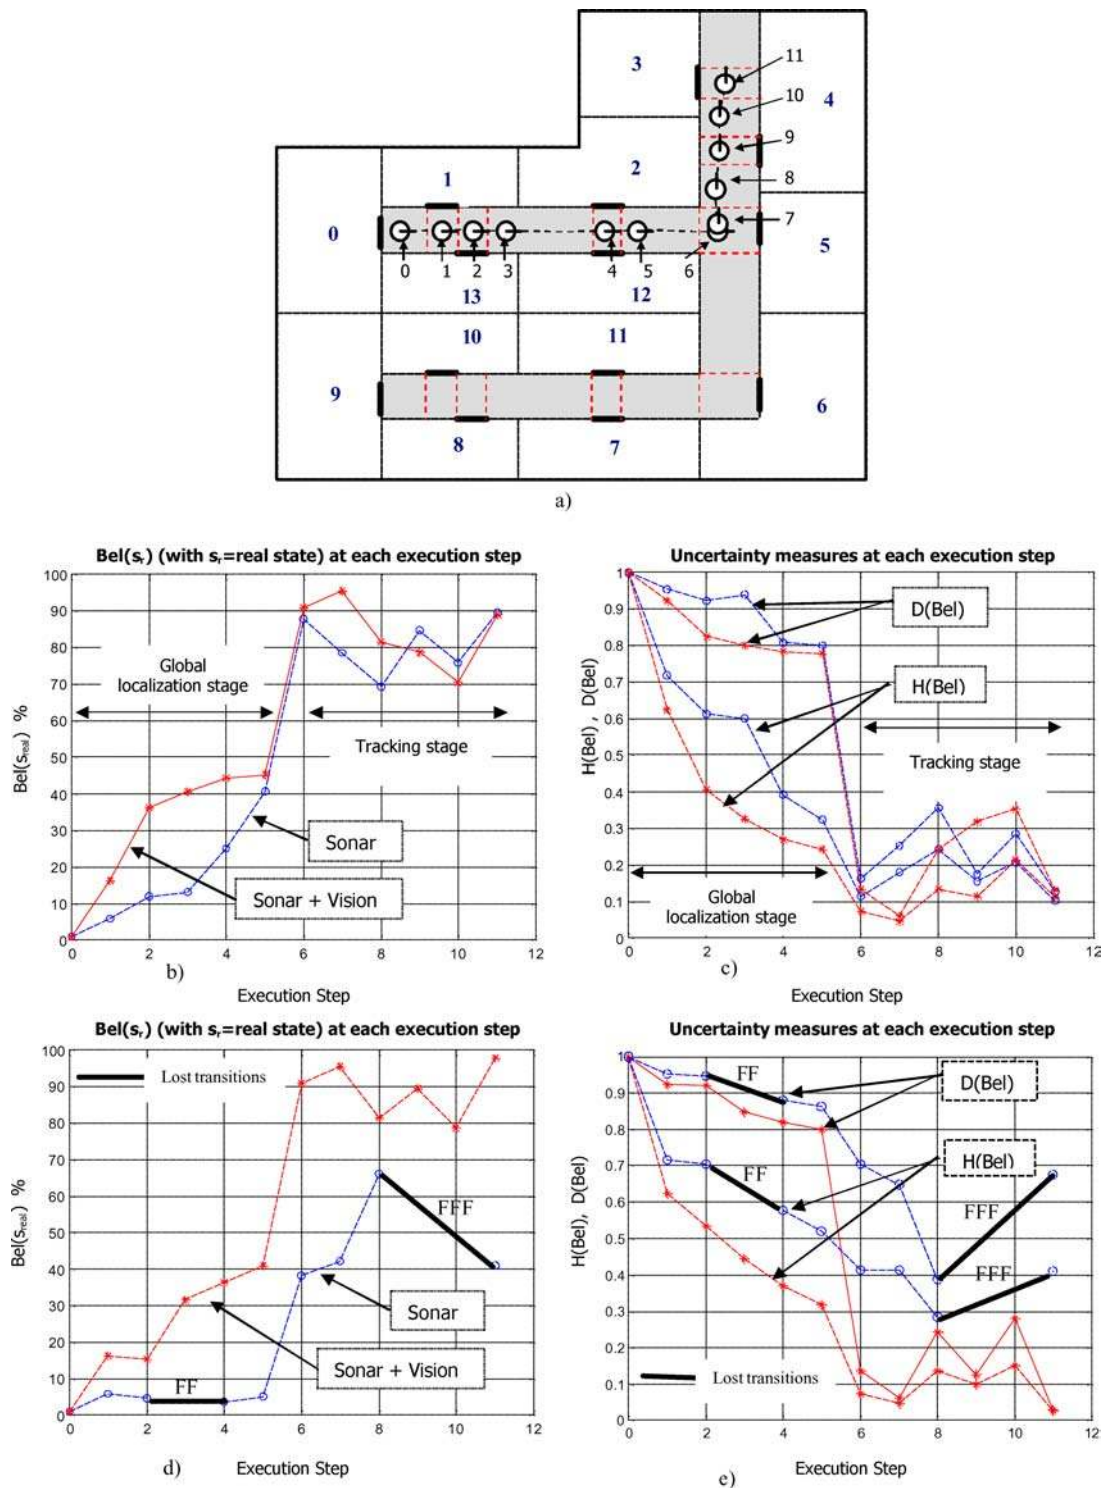 3
4
11
10
9
8
7
2
1
0
5
0
1
2
3
4
5
6
13
12
10
11
9
6
8
7
a)
Bel(sᵣ) (with sᵣ=real state) at each execution step
100
90
80
70
60
50
40
30
20
10
0
Bel(s_real) %
Global
localization stage
Tracking stage
Sonar
Sonar + Vision
0 2 4 6 8 10 12
b)
Execution Step
Uncertainty measures at each execution step
1
0.9
0.8
0.7
0.6
0.5
0.4
0.3
0.2
0.1
0
H(Bel), D(Bel)
D(Bel)
H(Bel)
Tracking stage
Global
localization stage
0 2 4 6 8 10 12
c)
Execution Step
Bel(sᵣ) (with sᵣ=real state) at each execution step
100
90
80
70
60
50
40
30
20
10
0
Bel(s_real) %
Lost transitions
FFF
Sonar
Sonar + Vision
FF
0 2 4 6 8 10 12
d)
Execution Step
Uncertainty measures at each execution step
1
0.9
0.8
0.7
0.6
0.5
0.4
0.3
0.2
0.1
0
H(Bel), D(Bel)
FF
D(Bel)
H(Bel)
FF
FFF
FFF
Lost transitions
0 2 4 6 8 10 12
e)
Execution Step